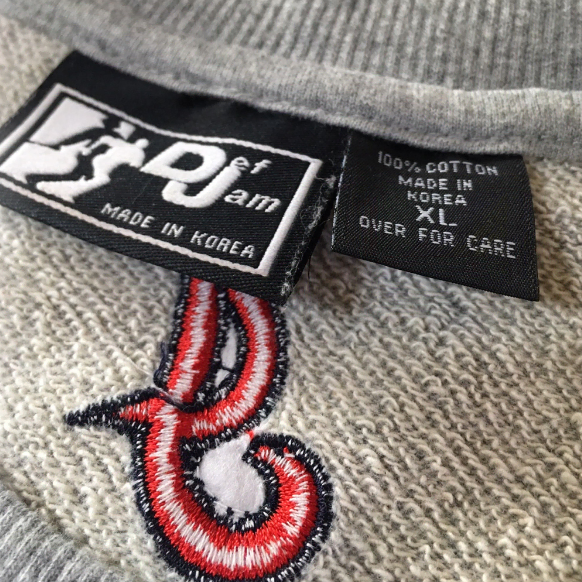 Def
Jam
MADE IN KOREA
100% COTTON
MADE IN
KOREA
XL
OVER FOR CARE